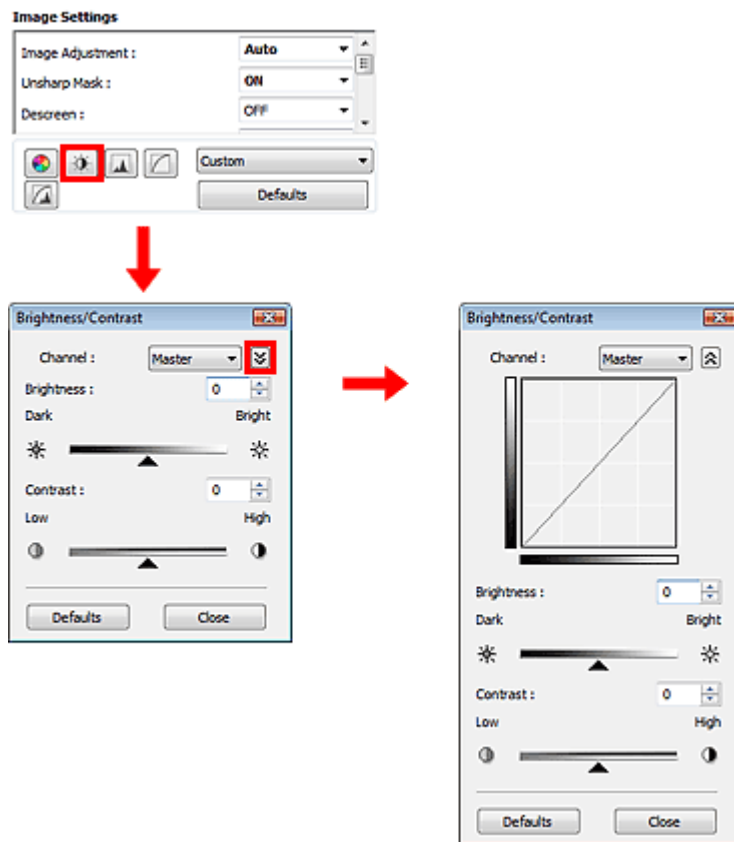 Image Settings
Image Adjustment : Auto
Unsharp Mask : ON
Descreen : OFF
Custom
Defaults
Brightness/Contrast
Channel : Master
Brightness : 0
Dark Bright
Contrast : 0
Low High
Defaults Close
Brightness/Contrast
Channel : Master
Brightness : 0
Dark Bright
Contrast : 0
Low High
Defaults Close